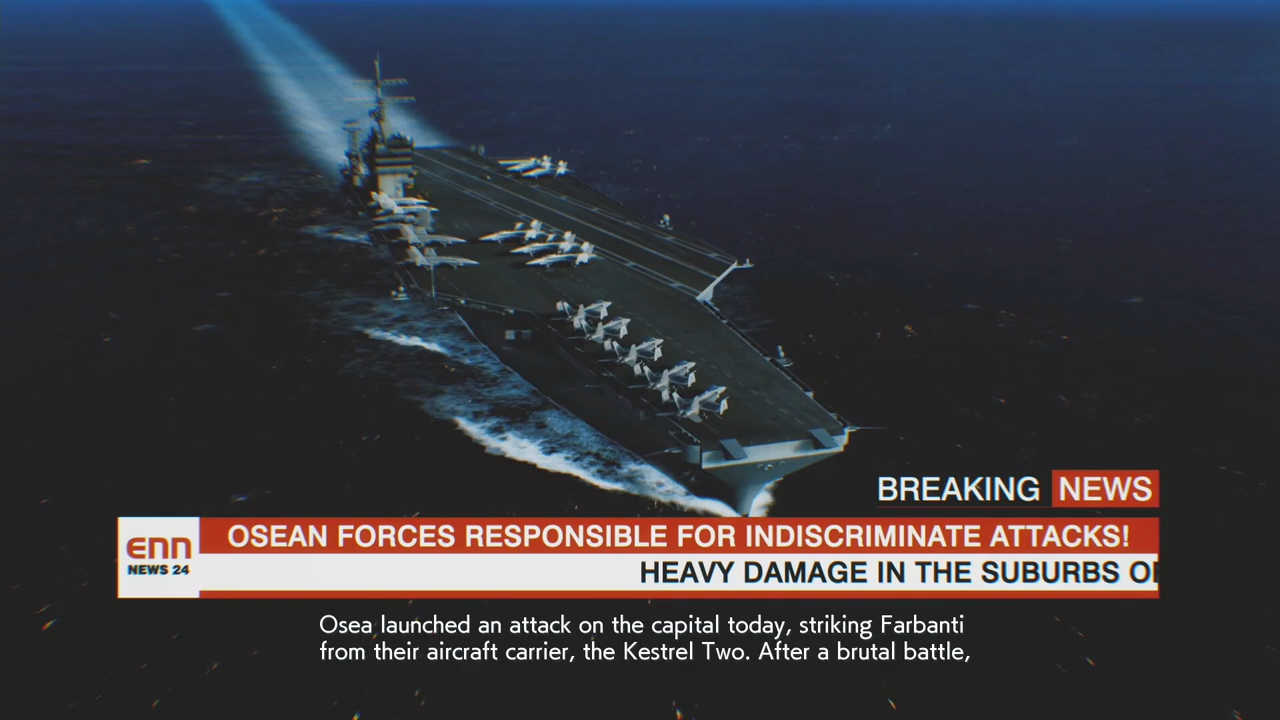 BREAKING NEWS
OSEAN FORCES RESPONSIBLE FOR INDISCRIMINATE ATTACKS!
enn
NEWS 24
HEAVY DAMAGE IN THE SUBURBS
Osea launched an attack on the capital today, striking Farbanti
from their aircraft carrier, the Kestrel Two. After a brutal battle,